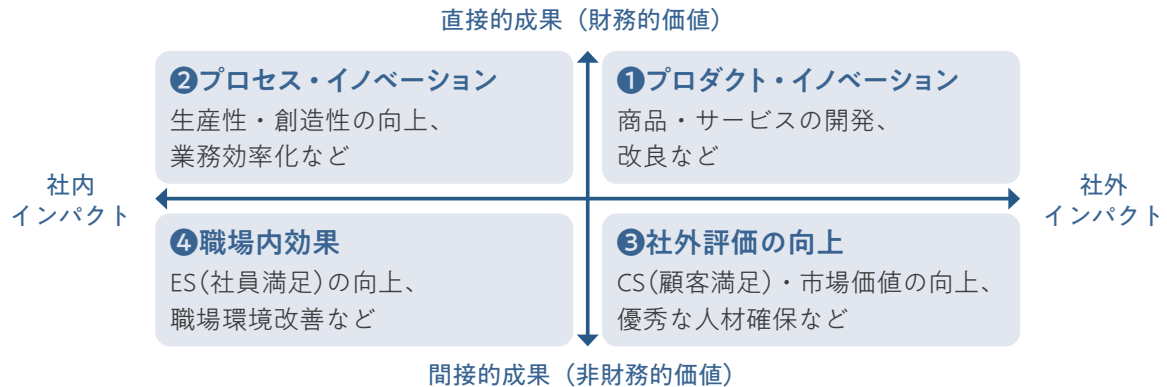 直接的成果（財務的価値）
❷プロセス・イノベーション
生産性・創造性の向上、
業務効率化など
❶プロダクト・イノベーション
商品・サービスの開発、
改良など
社内
インパクト
社外
インパクト
❹職場内効果
ES(社員満足)の向上、
職場環境改善など
❸社外評価の向上
CS(顧客満足)・市場価値の向上、
優秀な人材確保など
間接的成果（非財務的価値）